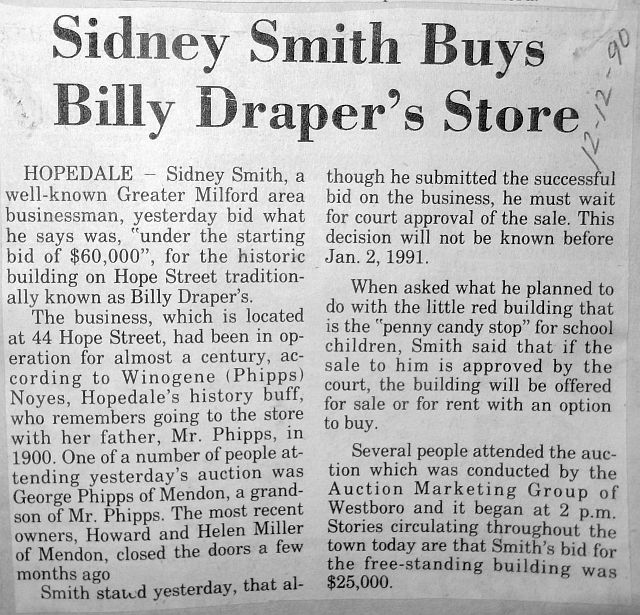 Sidney Smith Buys
Billy Draper's Store
12-12-90
HOPEDALE – Sidney Smith, a
well-known Greater Milford area
businessman, yesterday bid what
he says was, "under the starting
bid of $60,000", for the historic
building on Hope Street tradition-
ally known as Billy Draper's.
The business, which is located
at 44 Hope Street, had been in op-
eration for almost a century, ac-
cording to Winogene (Phipps)
Noyes, Hopedale's history buff,
who remembers going to the store
with her father, Mr. Phipps, in
1900. One of a number of people at-
tending yesterday's auction was
George Phipps of Mendon, a grand-
son of Mr. Phipps. The most recent
owners, Howard and Helen Miller
of Mendon, closed the doors a few
months ago
Smith stated yesterday, that al-
though he submitted the successful
bid on the business, he must wait
for court approval of the sale. This
decision will not be known before
Jan. 2, 1991.
When asked what he planned to
do with the little red building that
is the "penny candy stop" for school
children, Smith said that if the
sale to him is approved by the
court, the building will be offered
for sale or for rent with an option
to buy.
Several people attended the auc-
tion which was conducted by the
Auction Marketing Group of
Westboro and it began at 2 p.m.
Stories circulating throughout the
town today are that Smith's bid for
the free-standing building was
$25,000.